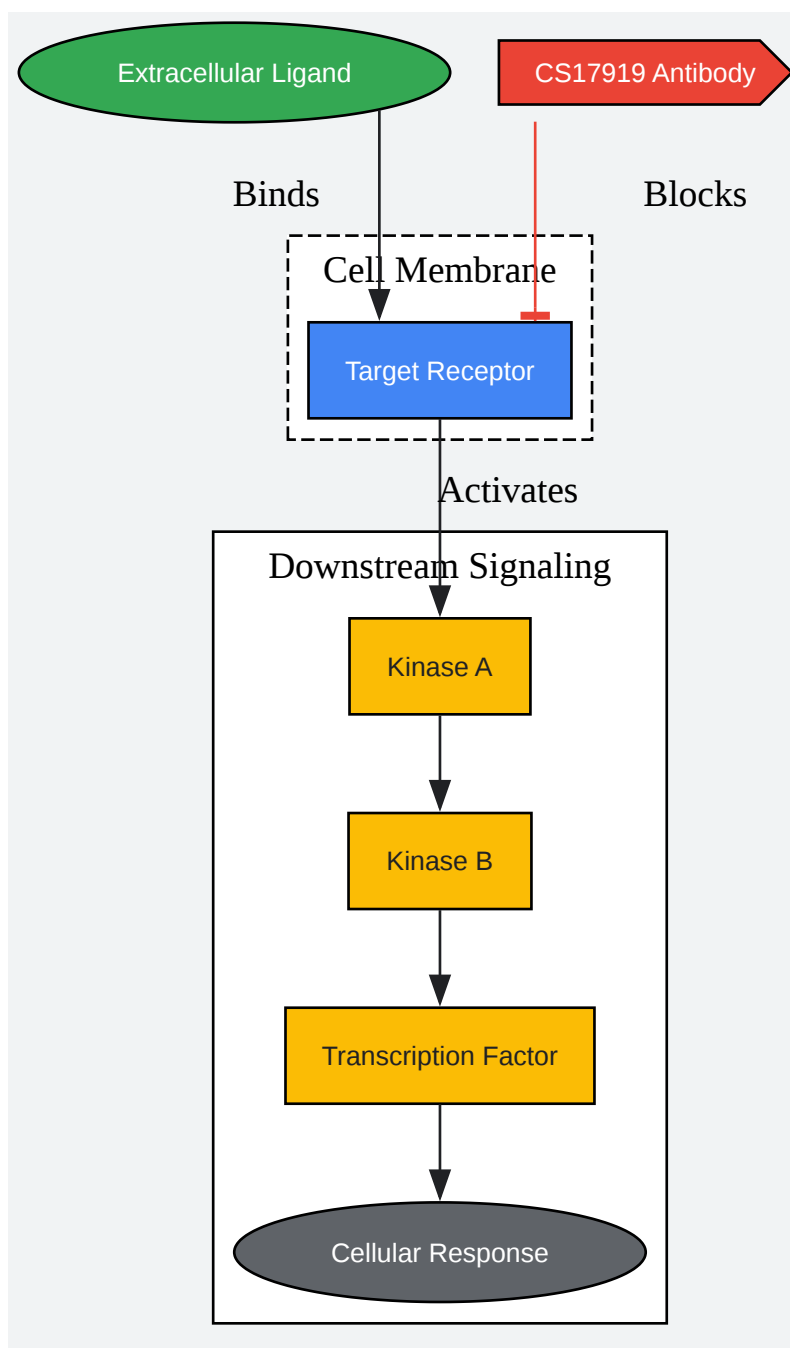 Extracellular Ligand
CS17919 Antibody
Binds
Blocks
Cell Membrane
Target Receptor
Activates
Downstream Signaling
Kinase A
Kinase B
Transcription Factor
Cellular Response